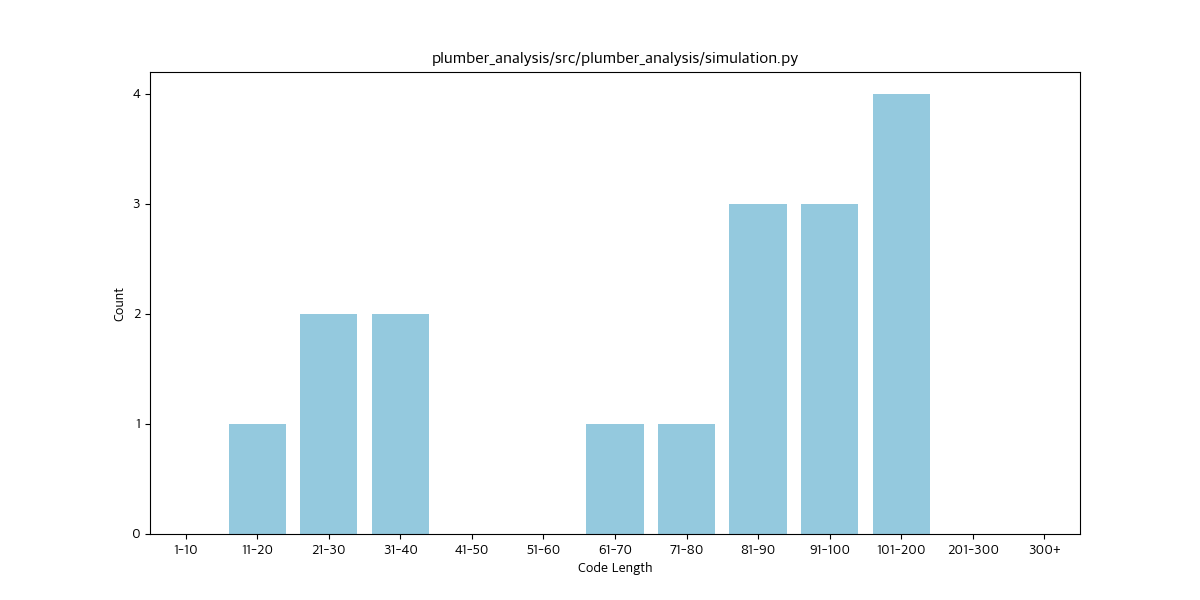 plumber_analysis/src/plumber_analysis/simulation.py
4
3
2
1
0
Count
1-10 11-20 21-30 31-40 41-50 51-60 61-70 71-80 81-90 91-100 101-200 201-300 300+
Code Length